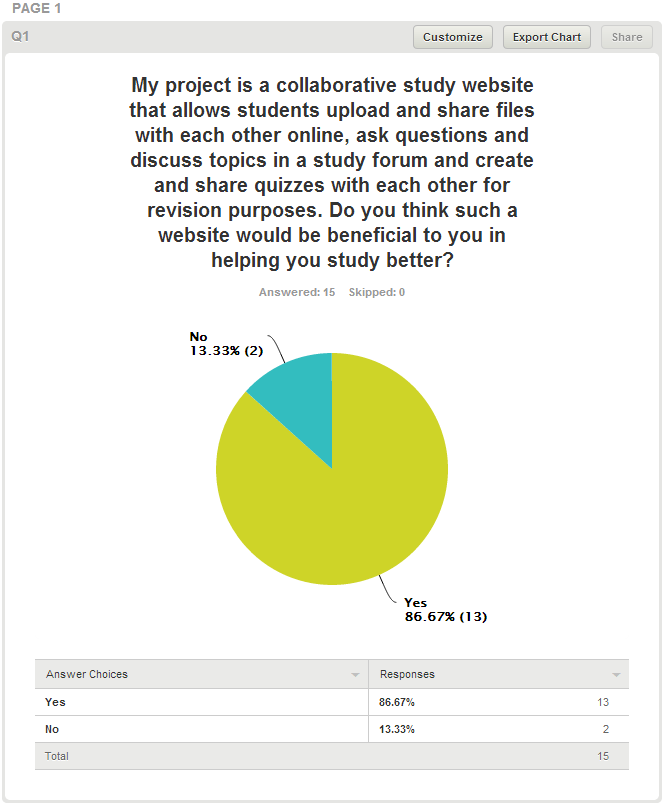 PAGE 1
Q1
Customize
Export Chart
Share
My project is a collaborative study website
that allows students upload and share files
with each other online, ask questions and
discuss topics in a study forum and create
and share quizzes with each other for
revision purposes. Do you think such a
website would be beneficial to you in
helping you study better?
Answered: 15 Skipped: 0
No
13.33% (2)
Yes
86.67% (13)
Answer Choices Responses
Yes 86.67% 13
No 13.33% 2
Total 15